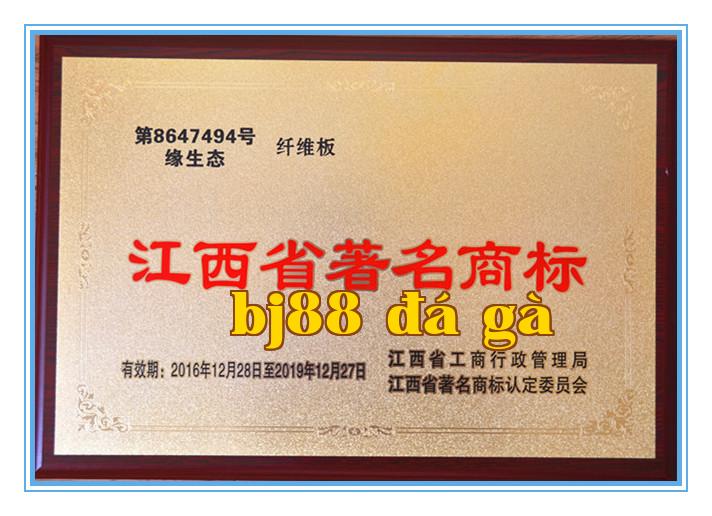 第8647494号
缘生态 纤维板
江西省著名商标
bj88 đá gà
有效期：2016年12月28日至2019年12月27日
江西省工商行政管理局
江西省著名商标认定委员会